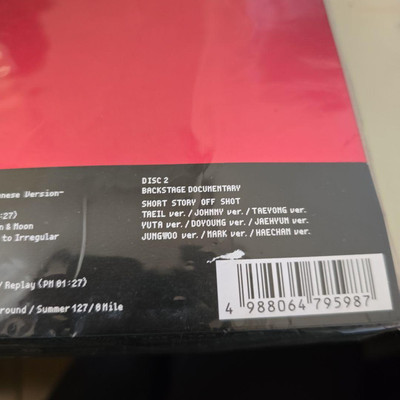 DISC 2
BACKSTAGE DOCUMENTARY
SHORT STORY OFF SHOT
TAEIL ver. / JOHNNY ver. / TAEYONG ver.
YUTA ver. / DOYOUNG ver. / JAEHYUN ver.
JUNGWOO ver. / MARK ver. / HAECHAN ver.
Version-
:27)
& Moon
to Irregular
/ Replay (PM 01:27)
round / Summer 127 / 0 Mile
4 988064 795987